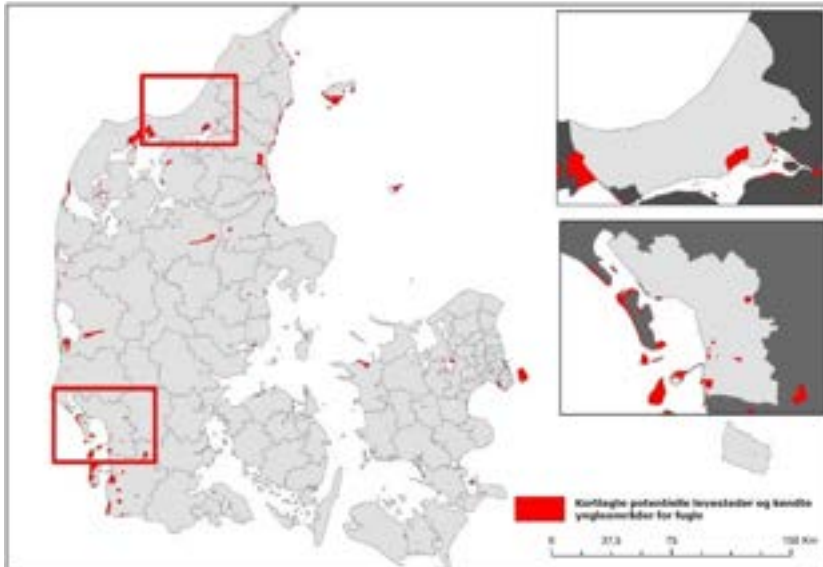 Kortlagte potentielle levesteder og kendte
yngleområder for fugle
0 37,5 75 150 Km